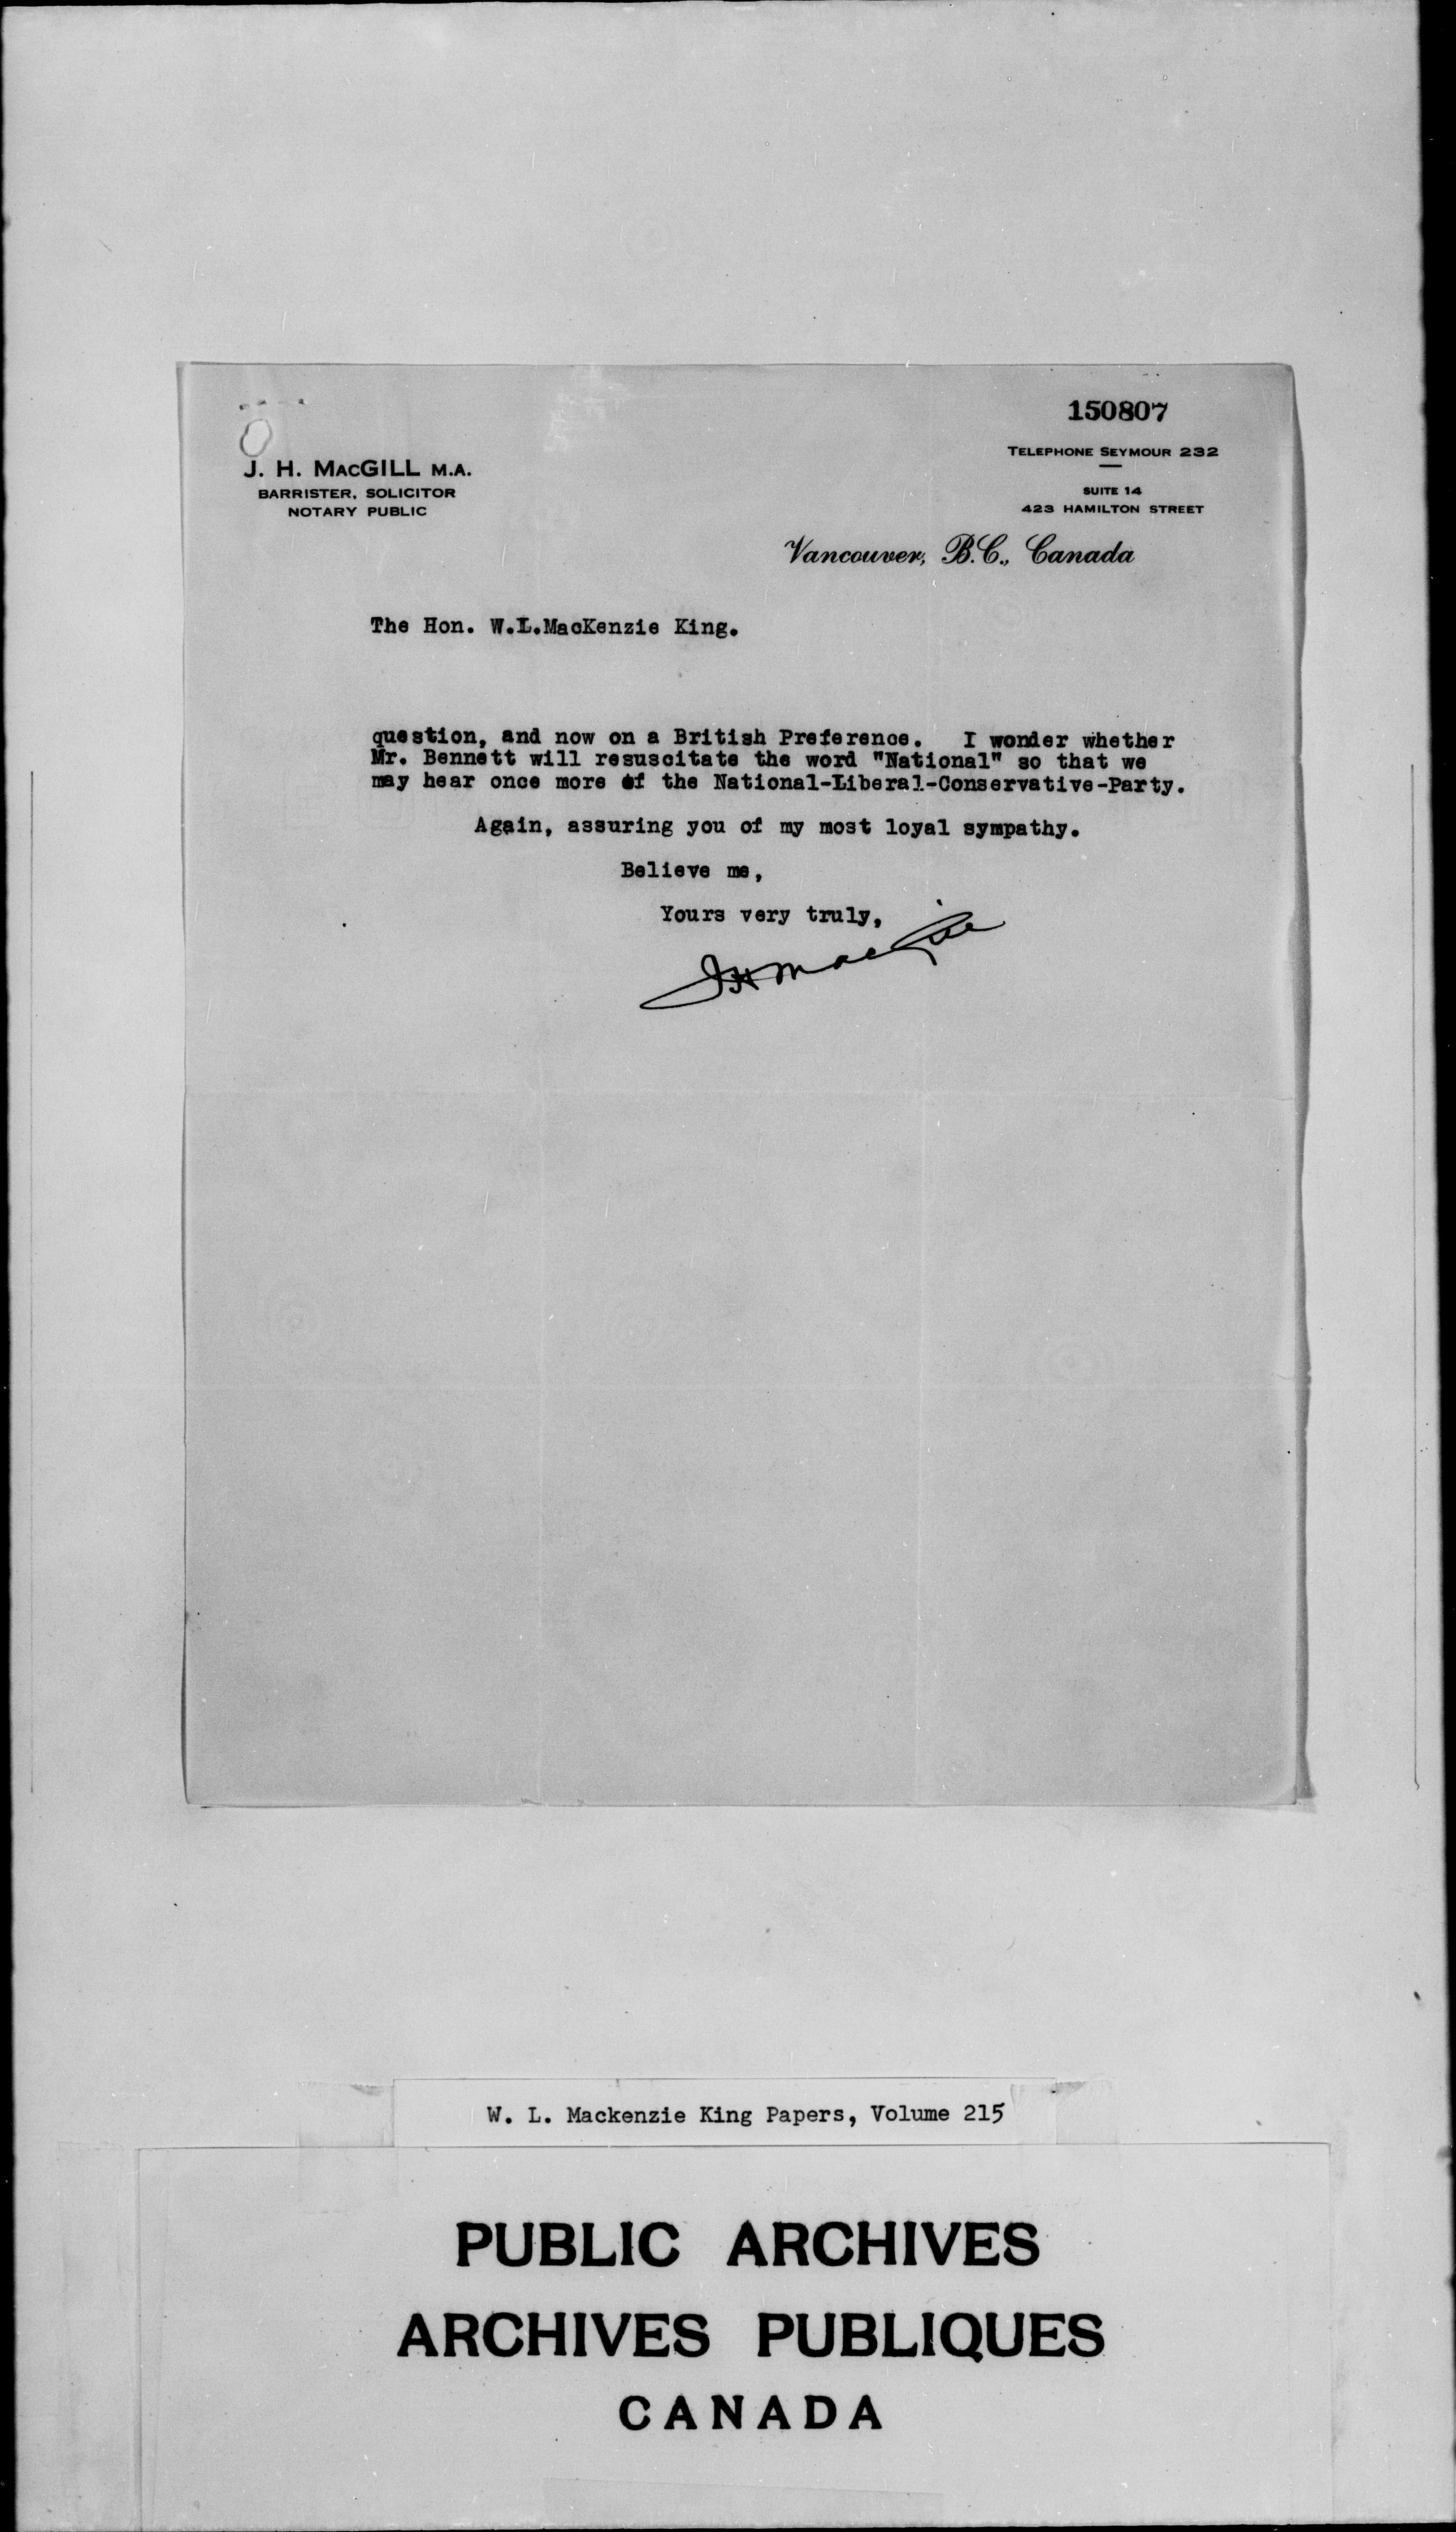 150807
J. H. MACGILL M.A.
BARRISTER, SOLICITOR
NOTARY PUBLIC
TELEPHONE SEYMOUR 232
SUITE 14
423 HAMILTON STREET
Vancouver, B.C., Canada
The Hon. W.L.MacKenzie King.
question, and now on a British Preference. I wonder whether
Mr. Bennett will resuscitate the word "National" so that we
may hear once more of the National-Liberal-Conservative-Party.
Again, assuring you of my most loyal sympathy.
Believe me,
Yours very truly,
JH MacGill
W. L. Mackenzie King Papers, Volume 215
PUBLIC ARCHIVES
ARCHIVES PUBLIQUES
CANADA